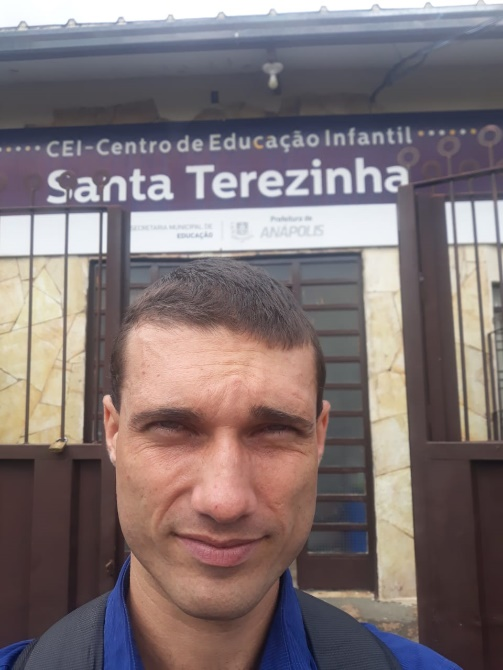 CEI-Centro de Educação Infantil
Santa Terezinha
SECRETARIA MUNICIPAL DE
EDUCAÇÃO
Prefeitura de
ANÁPOLIS